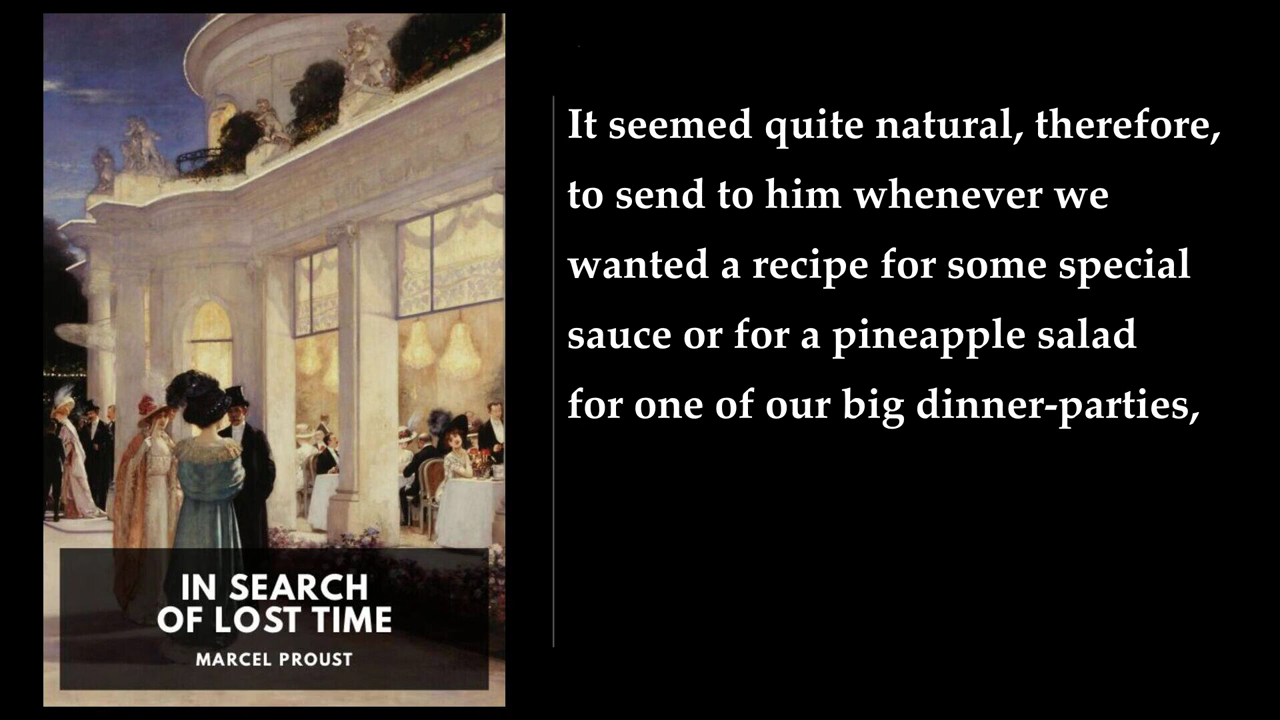 It seemed quite natural, therefore,
to send to him whenever we
wanted a recipe for some special
sauce or for a pineapple salad
for one of our big dinner-parties,
IN SEARCH
OF LOST TIME
MARCEL PROUST